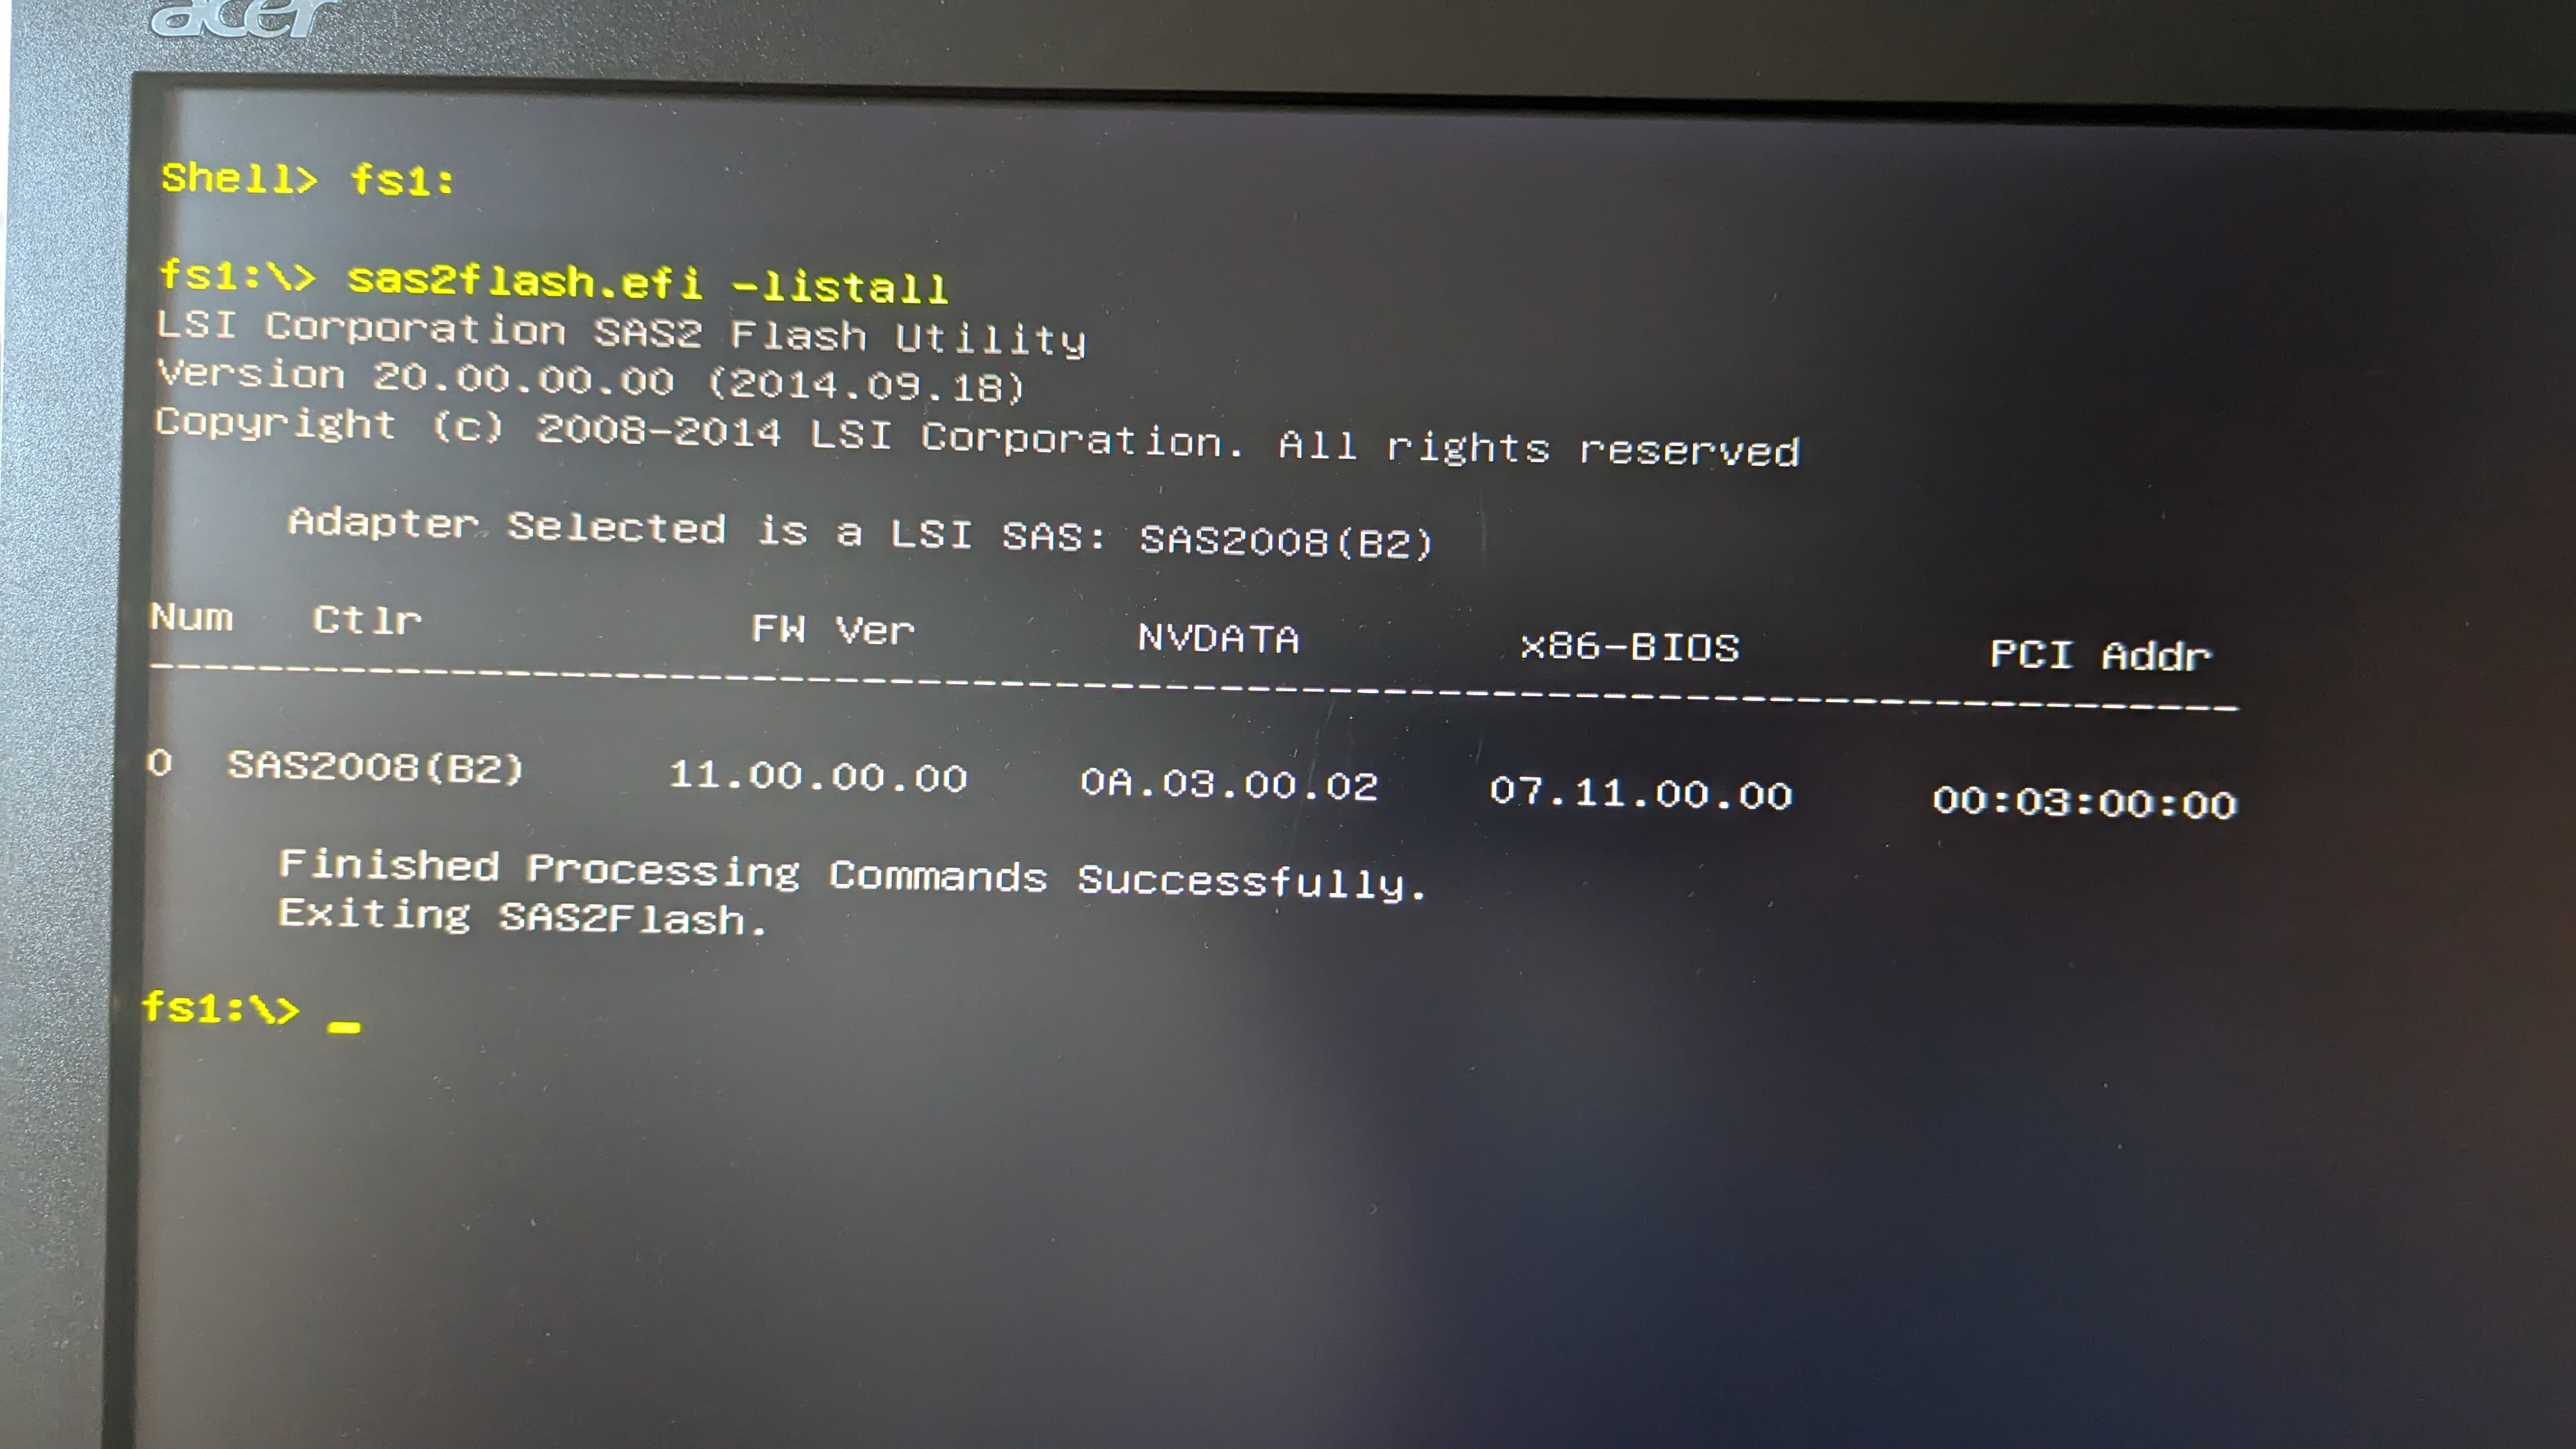 acer
Shell> fs1:
fs1:\> sas2flash.efi -listall
LSI Corporation SAS2 Flash Utility
Version 20.00.00.00 (2014.09.18)
Copyright (c) 2008-2014 LSI Corporation. All rights reserved
Adapter Selected is a LSI SAS: SAS2008(B2)
Num Ctlr FW Ver NVDATA x86-BIOS PCI Addr
---------------------------------------------------------------------------
0 SAS2008(B2) 11.00.00.00 0A.03.00.02 07.11.00.00 00:03:00:00
Finished Processing Commands Successfully.
Exiting SAS2Flash.
fs1:\> _